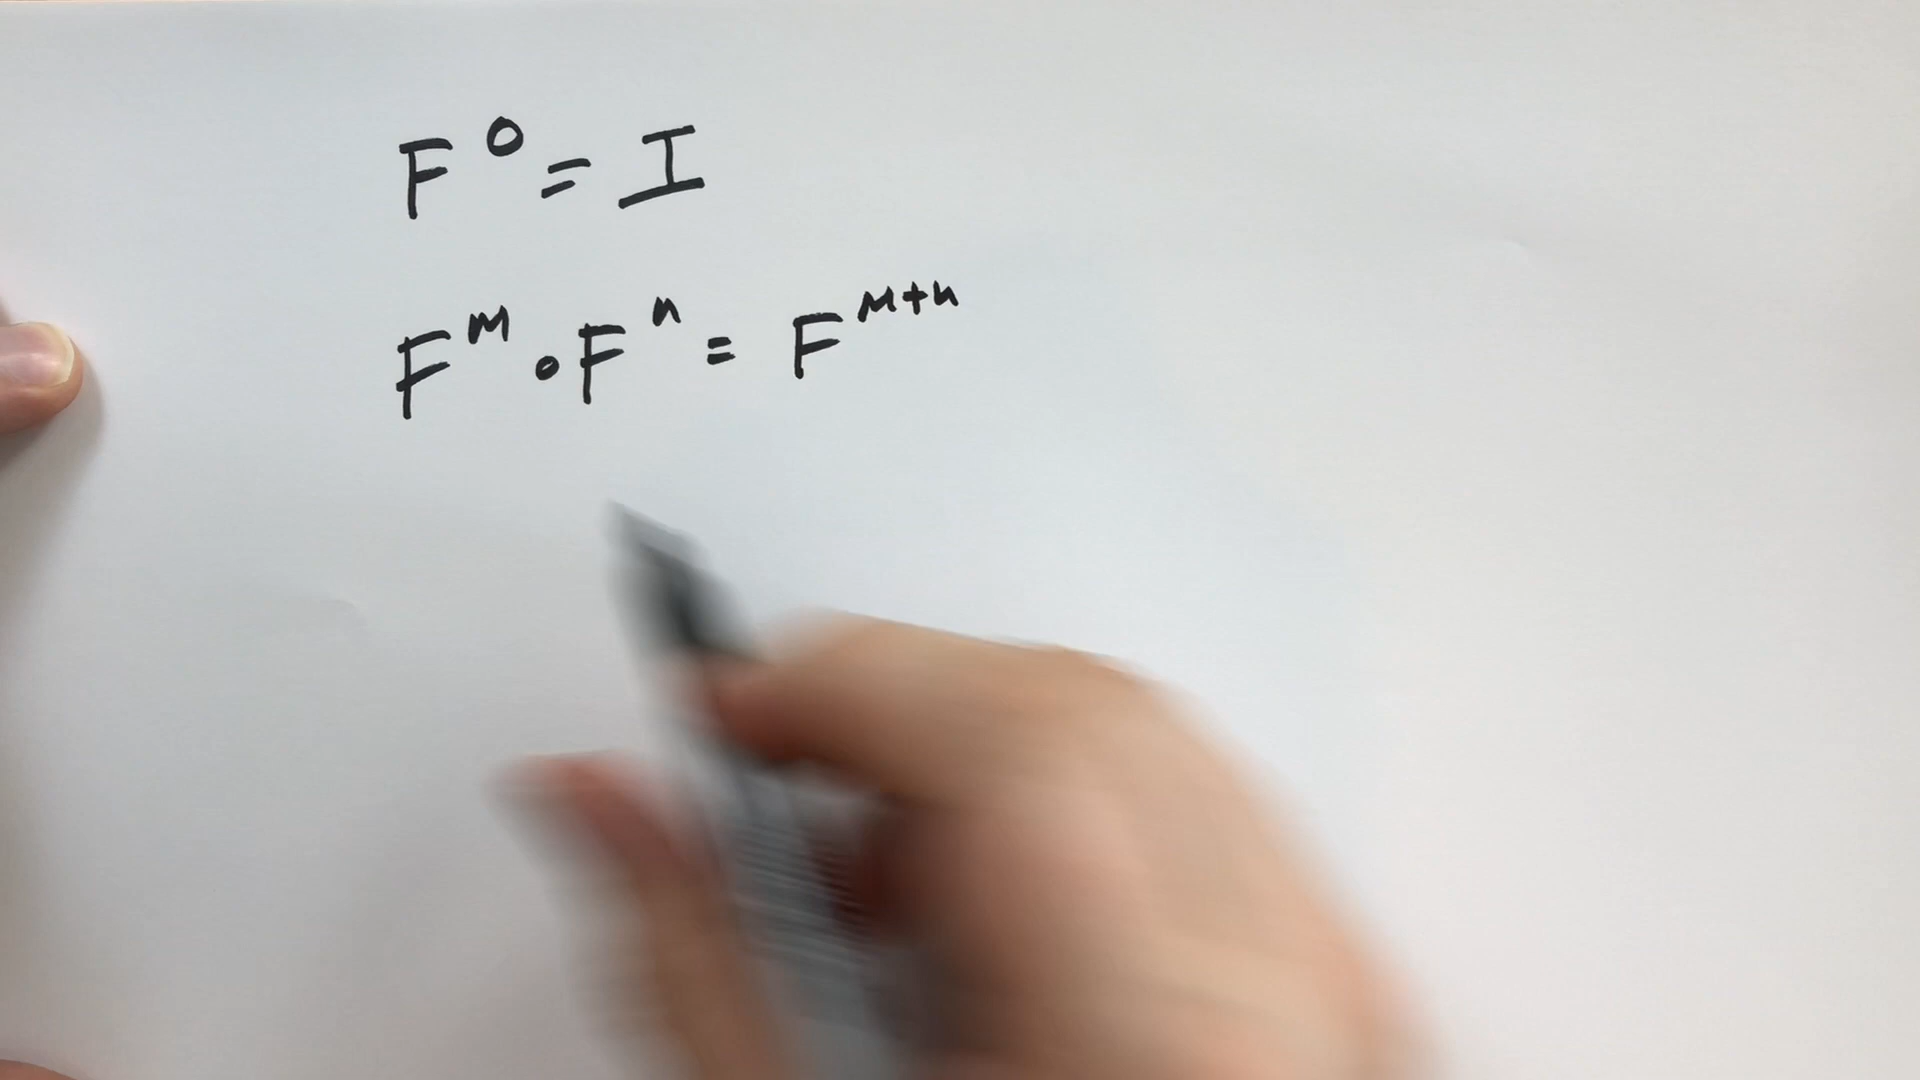 F⁰ = I
Fᵐ ∘ Fⁿ = Fᵐ⁺ⁿ